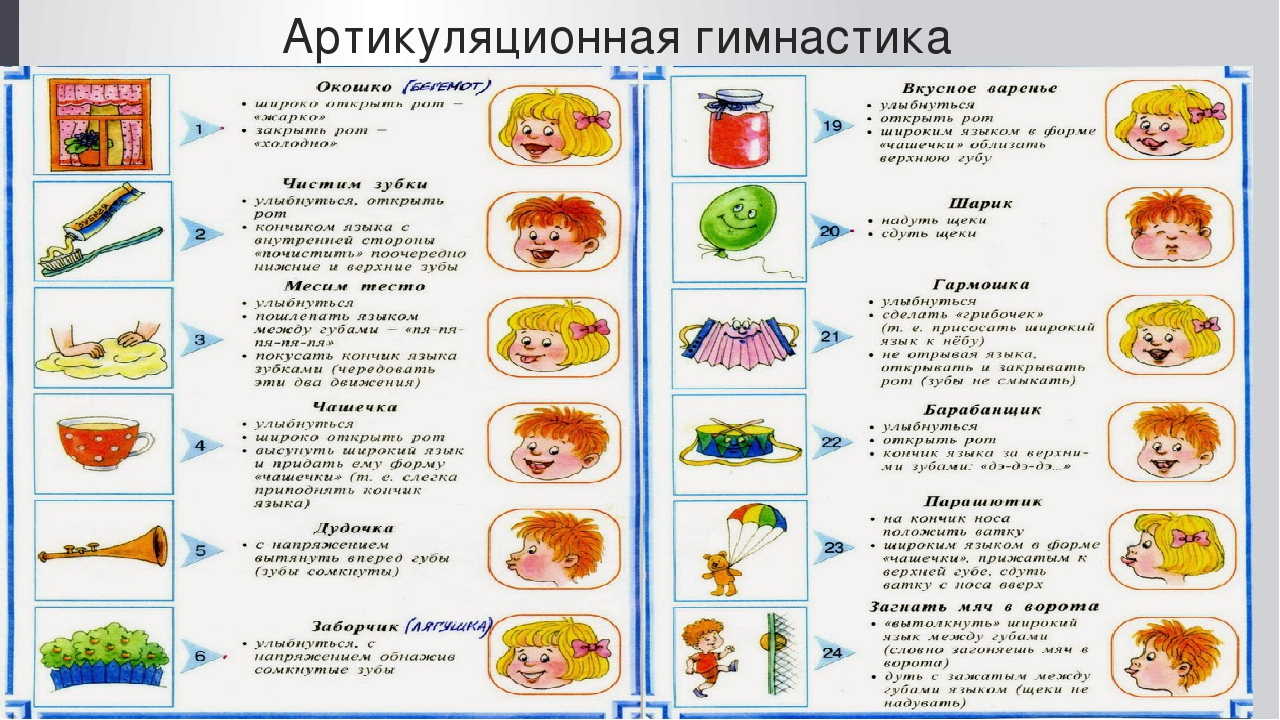 Артикуляционная гимнастика
Окошко (БЕГЕМОТ)
1
• широко открыть рот –
«жарко»
• закрыть рот –
«холодно»
Чистим зубки
ЗУБНАЯ ПАСТА
2
• улыбнуться, открыть
рот
• кончиком языка с
внутренней стороны
«почистить» поочередно
нижние и верхние зубы
Месим тесто
3
• улыбнуться
• пошлепать языком
между губами – «пя-пя-
пя-пя-пя»
• покусать кончик языка
зубками (чередовать
эти два движения)
Чашечка
4
• улыбнуться
• широко открыть рот
• высунуть широкий язык
и придать ему форму
«чашечки» (т. е. слегка
приподнять кончик
языка)
Дудочка
5
• с напряжением
вытянуть вперед губы
(зубы сомкнуты)
Заборчик (ЛЯГУШКА)
6
• улыбнуться, с
напряжением обнажив
сомкнутые зубы
Вкусное варенье
19
• улыбнуться
• открыть рот
• широким языком в форме
«чашечки» облизать
верхнюю губу
Шарик
20
• надуть щеки
• сдуть щеки
Гармошка
21
• улыбнуться
• сделать «грибочек»
(т. е. присосать широкий
язык к нёбу)
• не отрывая языка,
открывать и закрывать
рот (зубы не смыкать)
Барабанщик
22
• улыбнуться
• открыть рот
• кончик языка за верхни-
ми зубами: «дэ-дэ-дэ...»
Парашютик
23
• на кончик носа
положить ватку
• широким языком в форме
«чашечки», прижатым к
верхней губе, сдуть
ватку с носа вверх
Загнать мяч в ворота
24
• «вытолкнуть» широкий
язык между губами
(словно загоняешь мяч в
ворота)
• дуть с зажатым между
губами языком (щеки не
надувать)